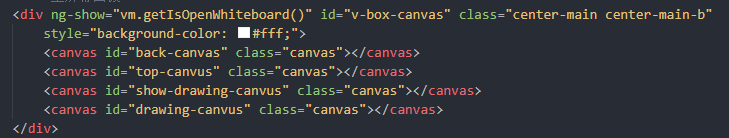 <div ng-show="vm.getIsOpenWhiteboard()" id="v-box-canvas" class="center-main center-main-b"
style="background-color: #fff;">
<canvas id="back-canvas" class="canvas"></canvas>
<canvas id="top-canvus" class="canvas"></canvas>
<canvas id="show-drawing-canvus" class="canvas"></canvas>
<canvas id="drawing-canvus" class="canvas"></canvas>
</div>